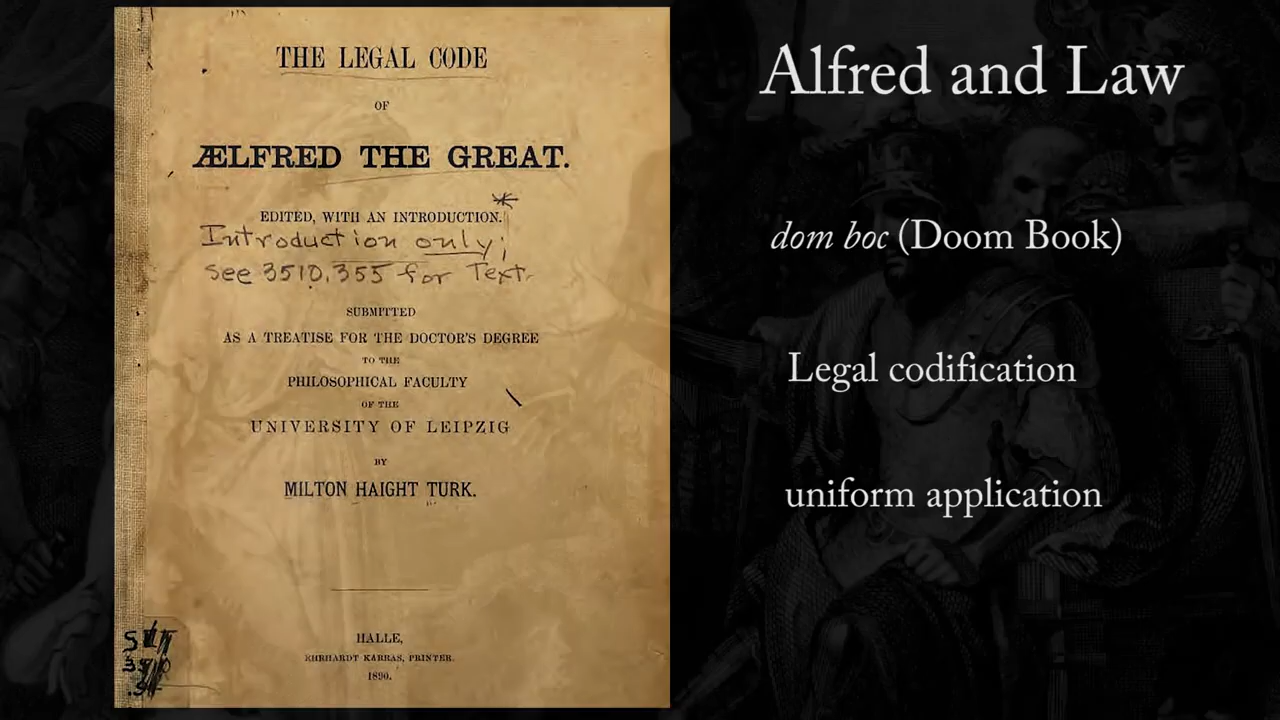 THE LEGAL CODE
OF
ÆLFRED THE GREAT.
EDITED, WITH AN INTRODUCTION.
Introduction only;
see 3510.355 for Text.
SUBMITTED
AS A TREATISE FOR THE DOCTOR'S DEGREE
TO THE
PHILOSOPHICAL FACULTY
OF THE
UNIVERSITY OF LEIPZIG
BY
MILTON HAIGHT TURK.
HALLE,
EHRHARDT KARRAS, PRINTER.
1890.
Alfred and Law
dom boc (Doom Book)
Legal codification
uniform application